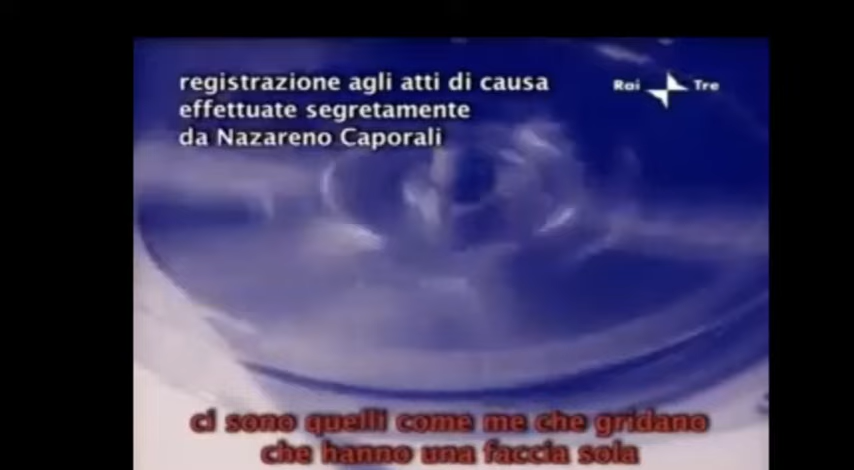 registrazione agli atti di causa
effettuate segretamente
da Nazareno Caporali
Rai Tre
ci sono quelli come me che gridano
che hanno una faccia sola